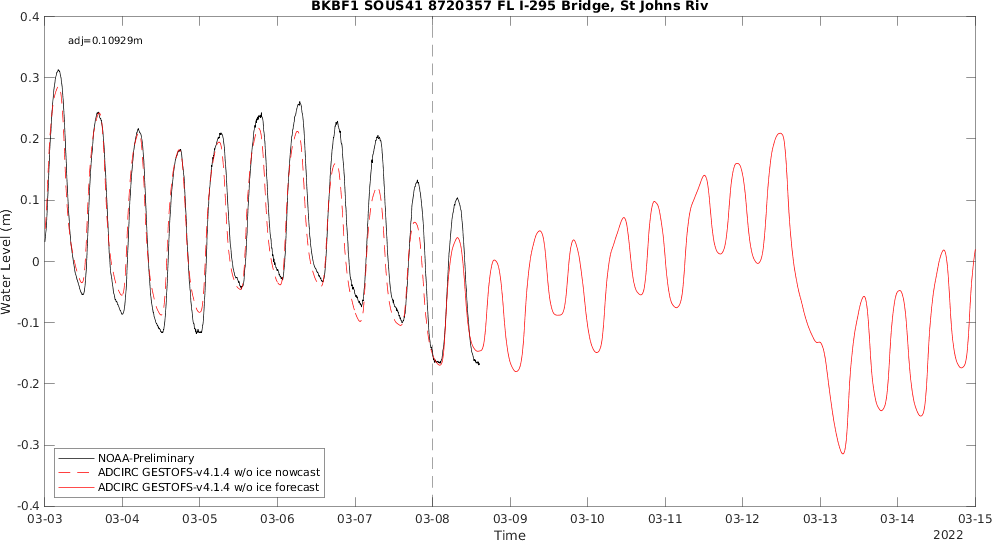 BKBF1 SOUS41 8720357 FL I-295 Bridge, St Johns Riv
adj=0.10929m
0.4
0.3
0.2
0.1
0
-0.1
-0.2
-0.3
-0.4
Water Level (m)
NOAA-Preliminary
ADCIRC GESTOFS-v4.1.4 w/o ice nowcast
ADCIRC GESTOFS-v4.1.4 w/o ice forecast
03-03 03-04 03-05 03-06 03-07 03-08 03-09 03-10 03-11 03-12 03-13 03-14 03-15
Time
2022